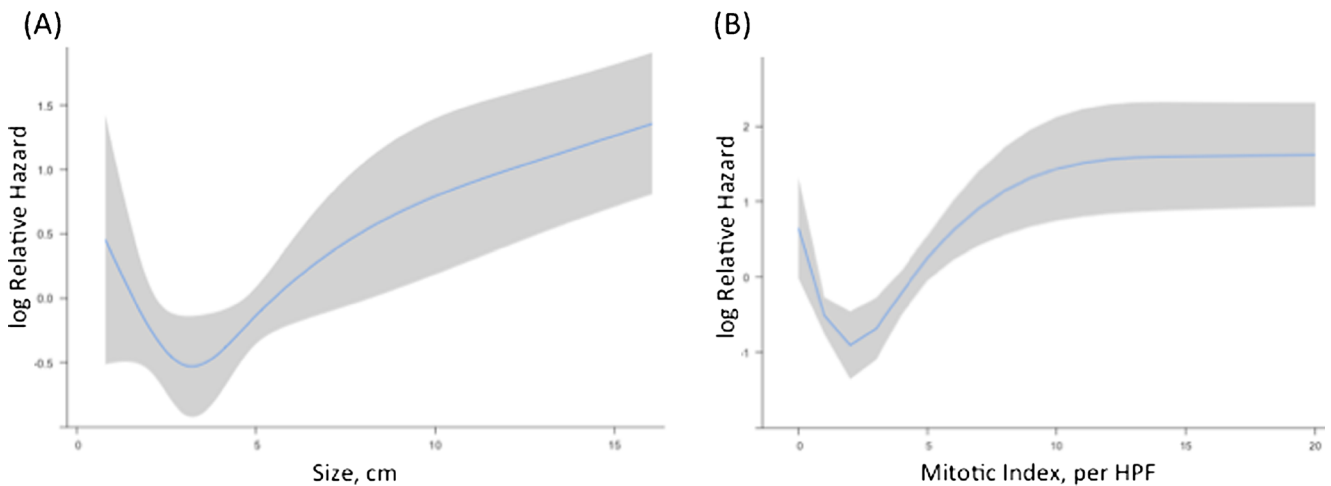 (A)
log Relative Hazard
1.5
1.0
0.5
0.0
-0.5
0 5 10 15
Size, cm
(B)
log Relative Hazard
2
1
0
-1
0 5 10 15 20
Mitotic Index, per HPF